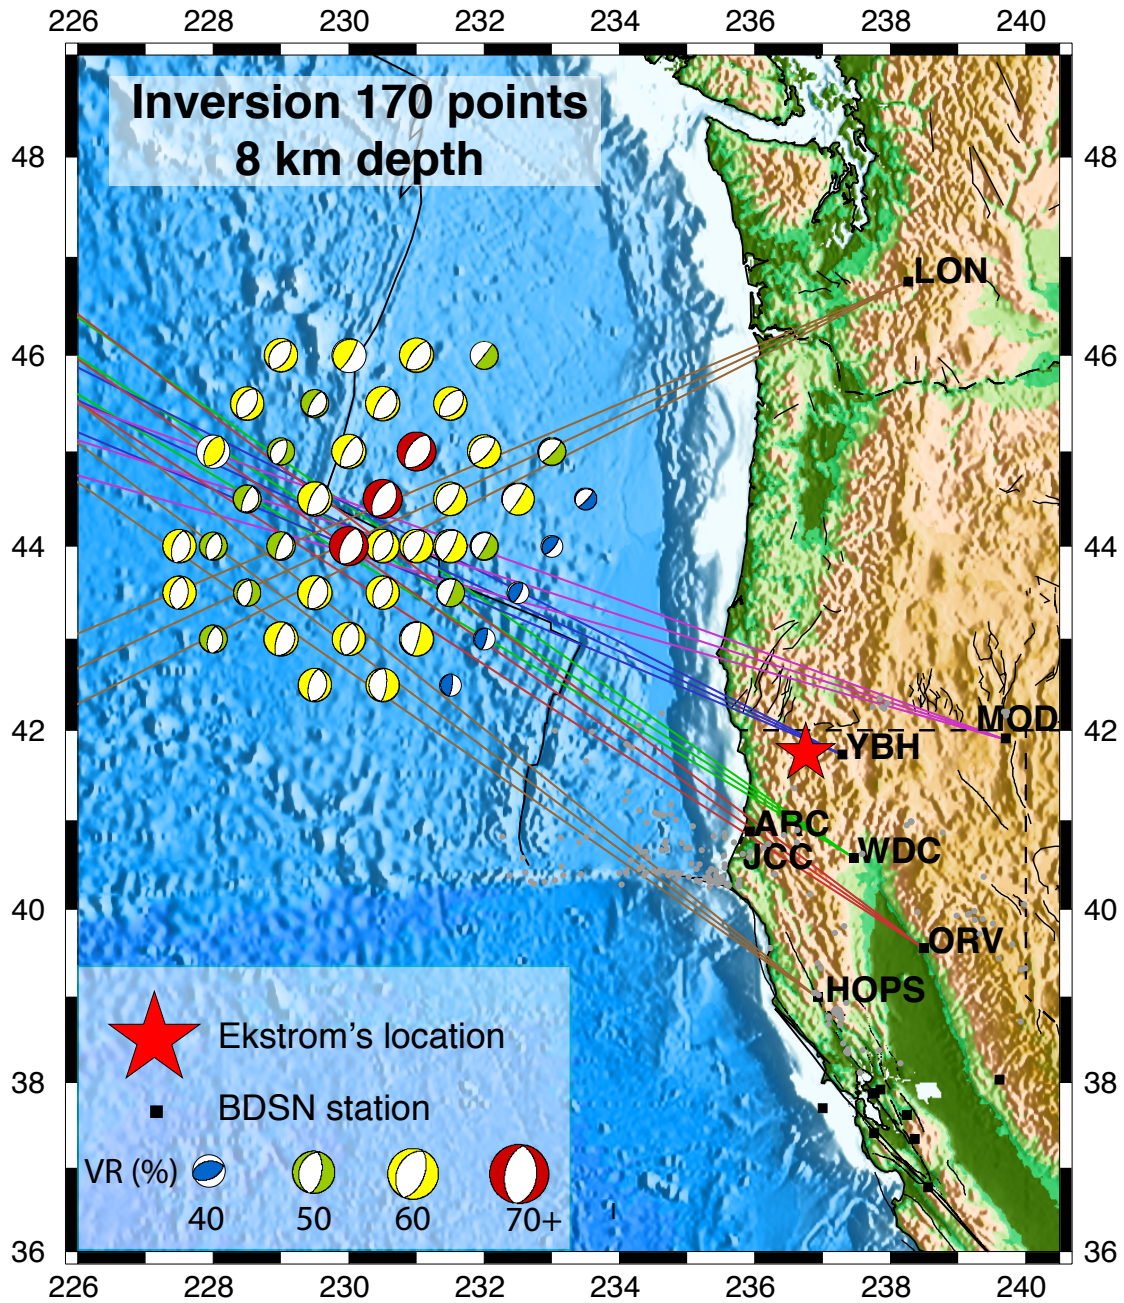 226 228 230 232 234 236 238 240
Inversion 170 points
8 km depth
48 48
LON
46 46
44 44
MOD
42 42
YBH
ARC
JCC WDC
40 40
ORV
HOPS
Ekstrom's location
38 38
BDSN station
VR (%)
40 50 60 70+
36 36
226 228 230 232 234 236 238 240